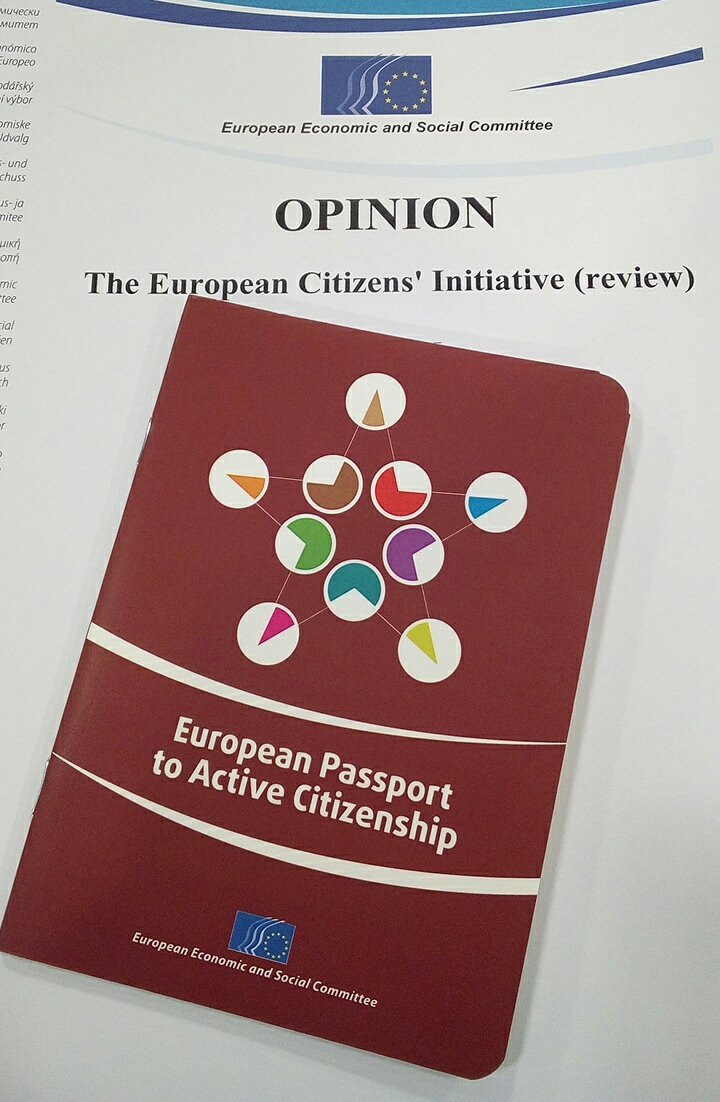 мически
митет
nómico
Europeo
odářský
í výbor
omiske
Udvalg
s- und
chuss
us- ja
mitee
μική
οπή
mic
ttee
ial
en
us
ch
ki
or
European Economic and Social Committee
OPINION
The European Citizens' Initiative (review)
European Passport
to Active Citizenship
European Economic and Social Committee